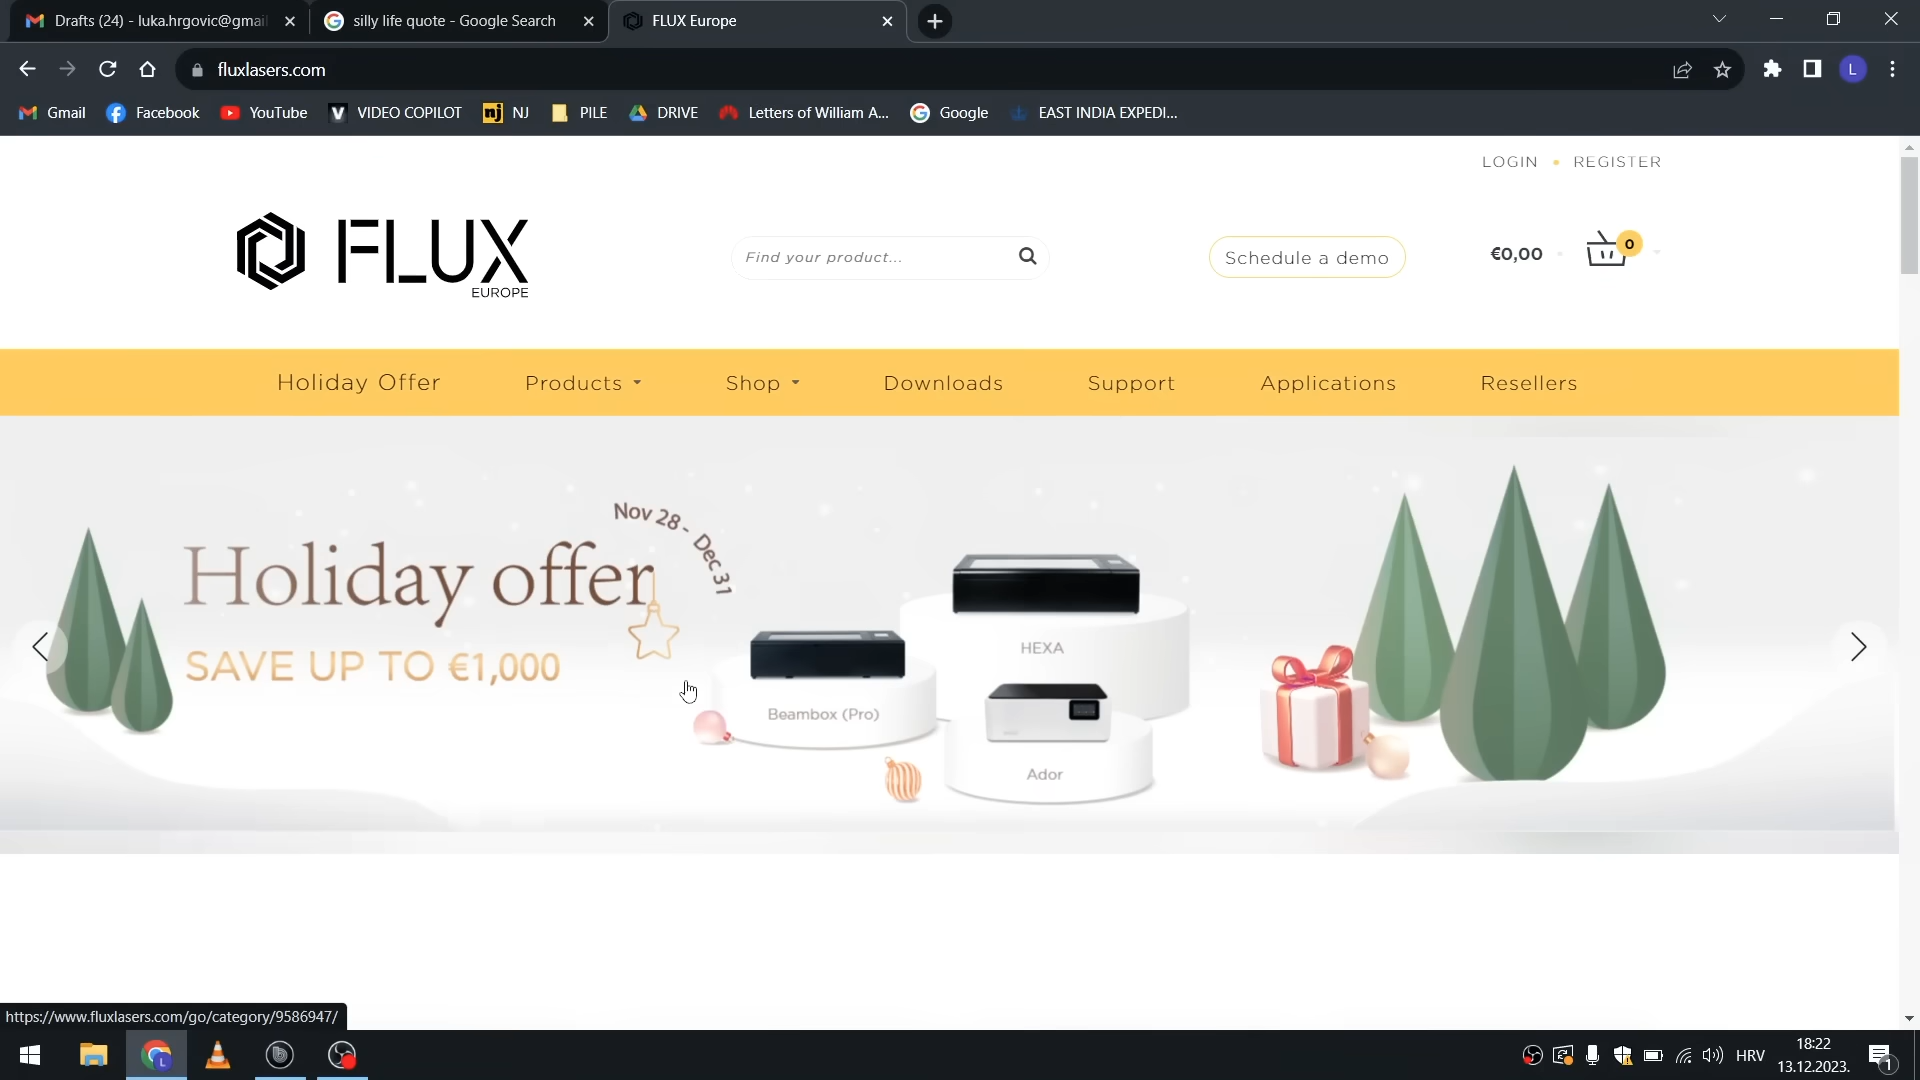 Drafts (24) - luka.hrgovic@gmai
silly life quote - Google Search
FLUX Europe
fluxlasers.com
L
Gmail
Facebook
YouTube
VIDEO COPILOT
NJ
PILE
DRIVE
Letters of William A...
Google
EAST INDIA EXPEDI...
LOGIN • REGISTER
FLUX
EUROPE
Find your product...
Schedule a demo
€0,00
0
Holiday Offer
Products
Shop
Downloads
Support
Applications
Resellers
Nov 28 - Dec 31
Holiday offer
SAVE UP TO €1,000
HEXA
Beambox (Pro)
Ador
https://www.fluxlasers.com/go/category/9586947/
HRV
18:22
13.12.2023.
1